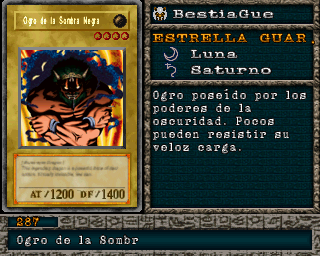 Ogro de la Sombra Negra
AT/1200 DF/1400
BestiaGue
ESTRELLA GUAR.
Luna
Saturno
Ogro poseido por los
poderes de la
oscuridad. Pocos
pueden resistir su
veloz carga.
287
Ogro de la Sombr